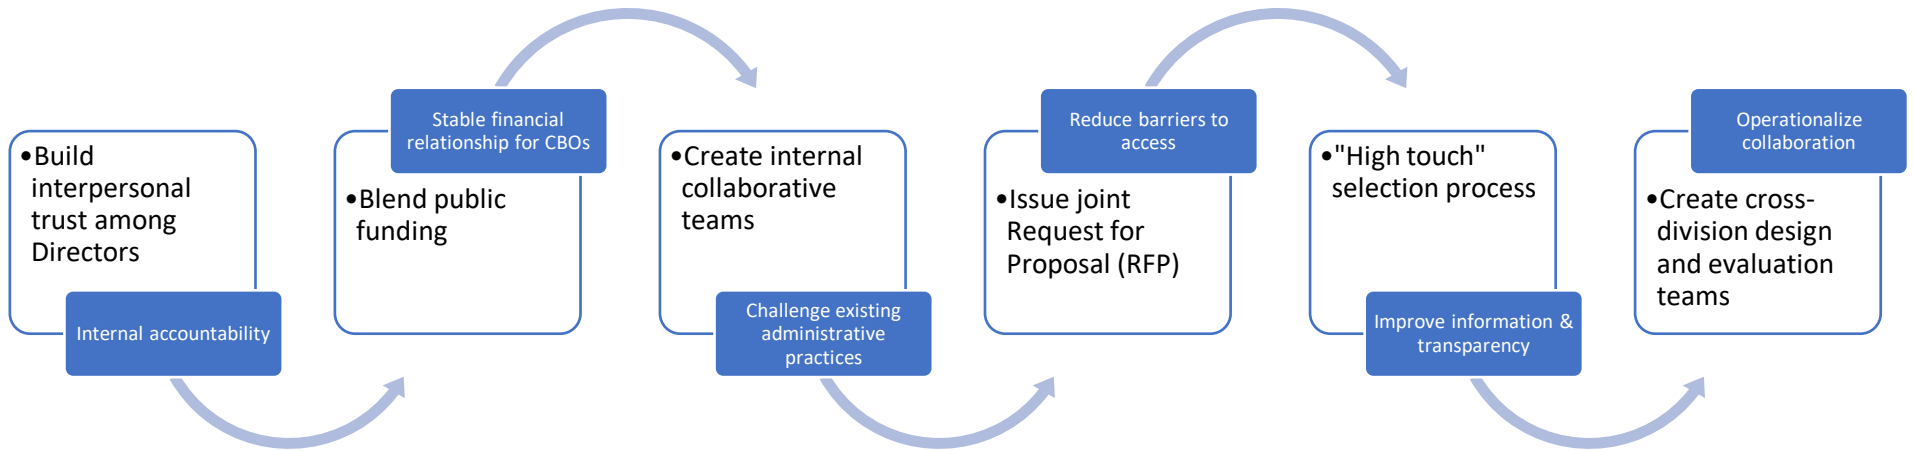 •Build
interpersonal
trust among
Directors
Internal accountability
Stable financial
relationship for CBOs
•Blend public
funding
•Create internal
collaborative
teams
Challenge existing
administrative
practices
Reduce barriers to
access
•Issue joint
Request for
Proposal (RFP)
•"High touch"
selection process
Improve information &
transparency
Operationalize
collaboration
•Create cross-
division design
and evaluation
teams